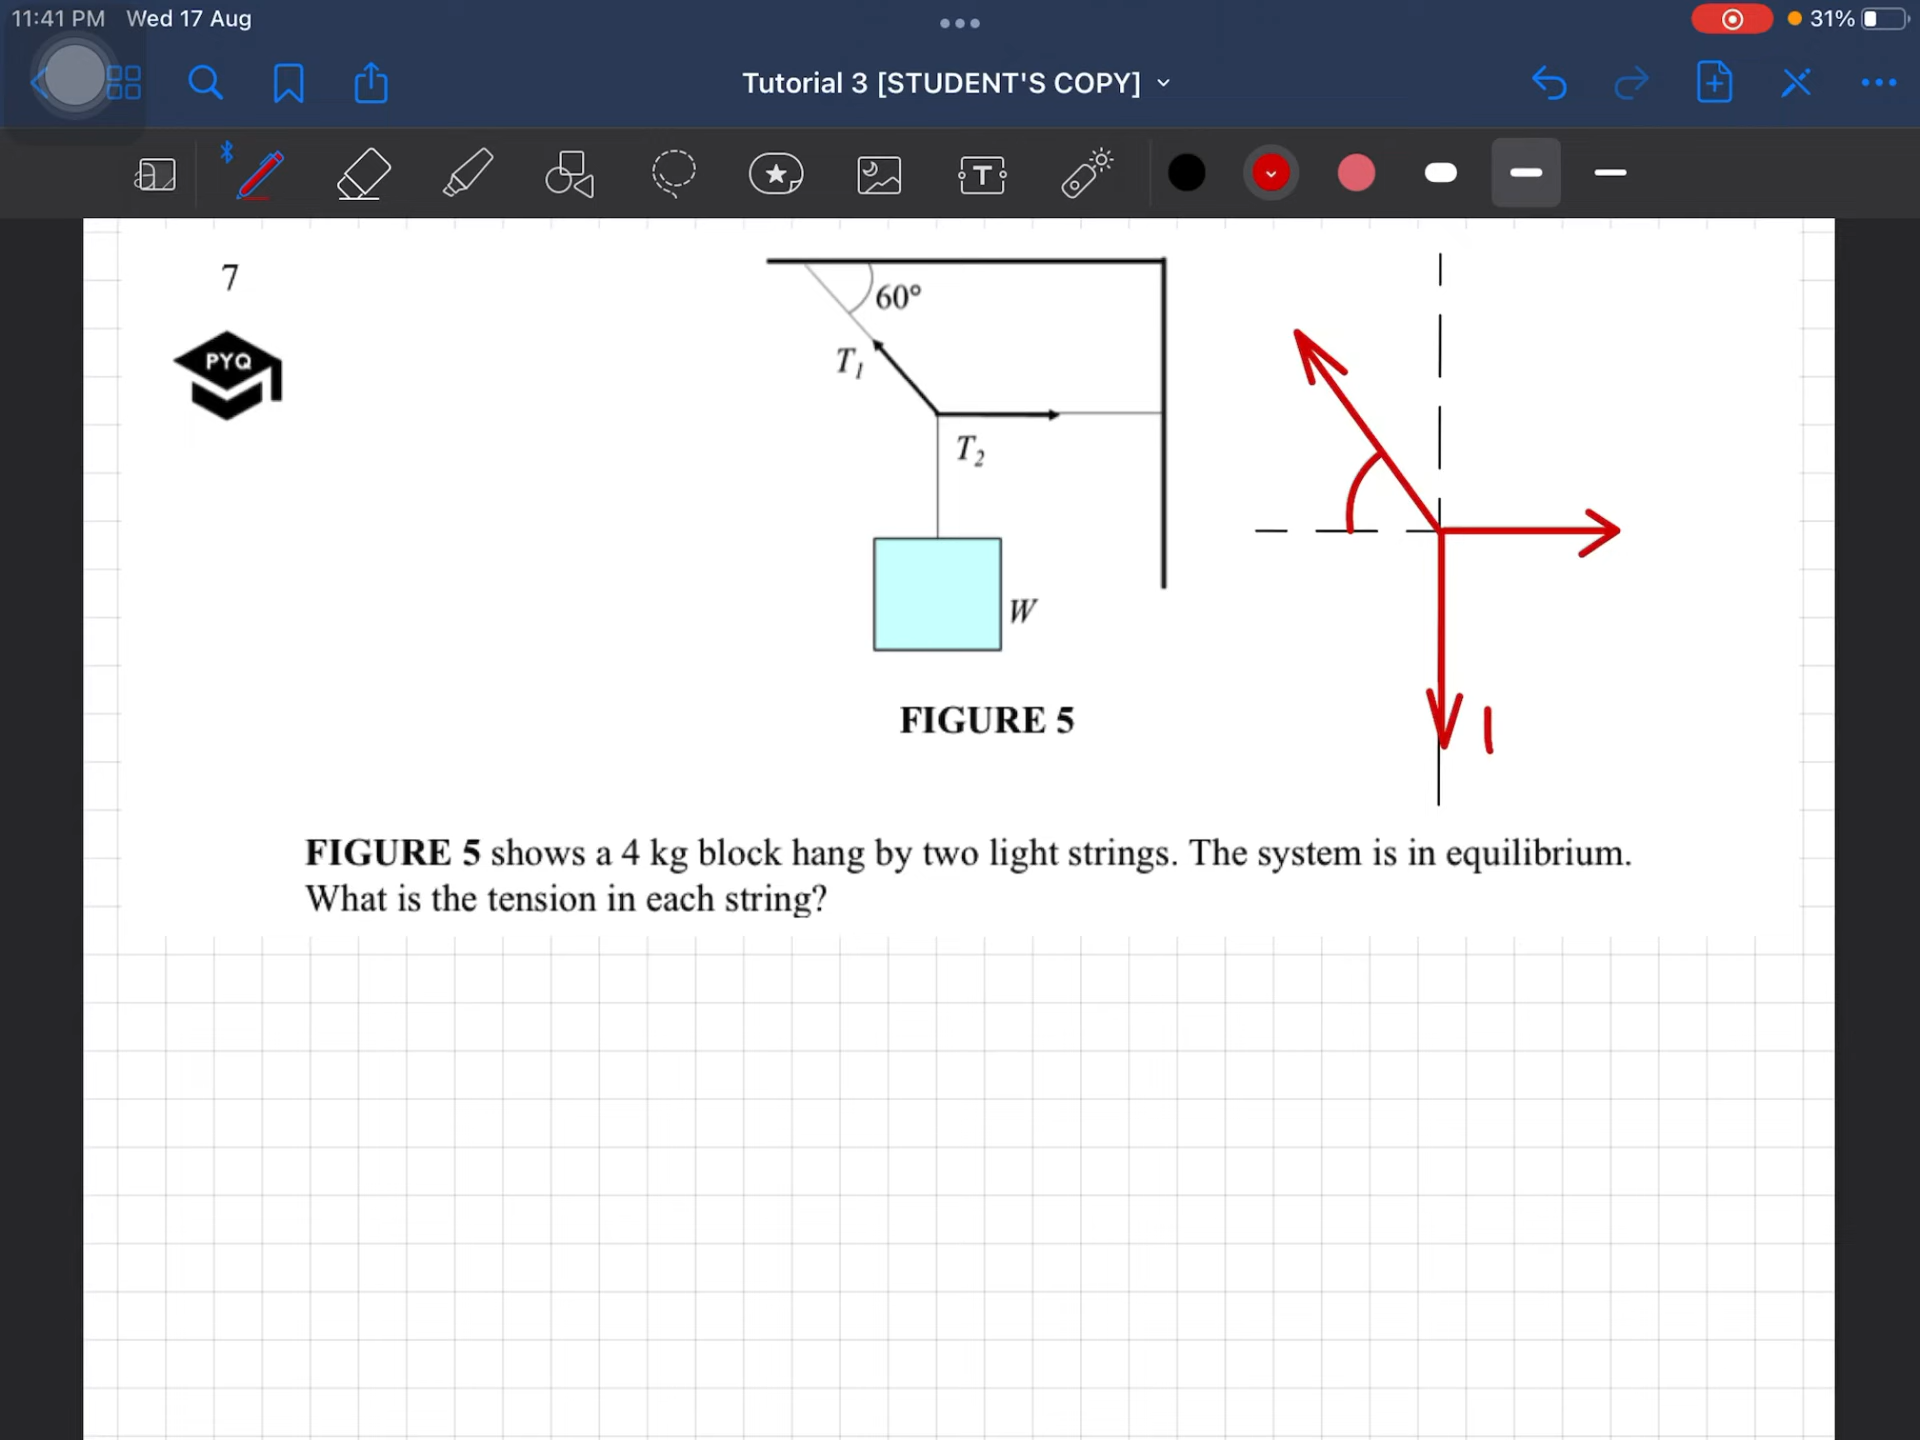 11:41 PM Wed 17 Aug
31%
Tutorial 3 [STUDENT'S COPY]
a
T
7
60°
PYQ
T1
T2
W
FIGURE 5
FIGURE 5 shows a 4 kg block hang by two light strings. The system is in equilibrium.
What is the tension in each string?